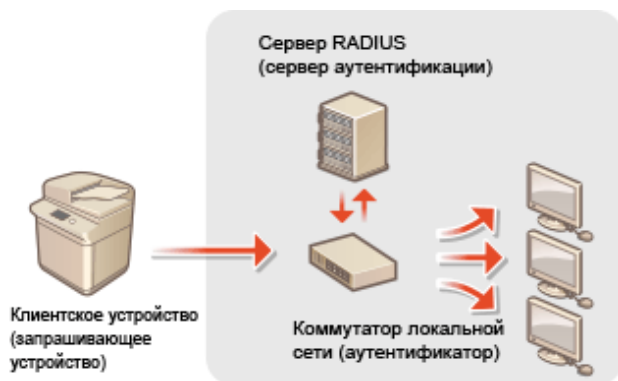 Сервер RADIUS
(сервер аутентификации)
Клиентское устройство
(запрашивающее
устройство)
Коммутатор локальной
сети (аутентификатор)